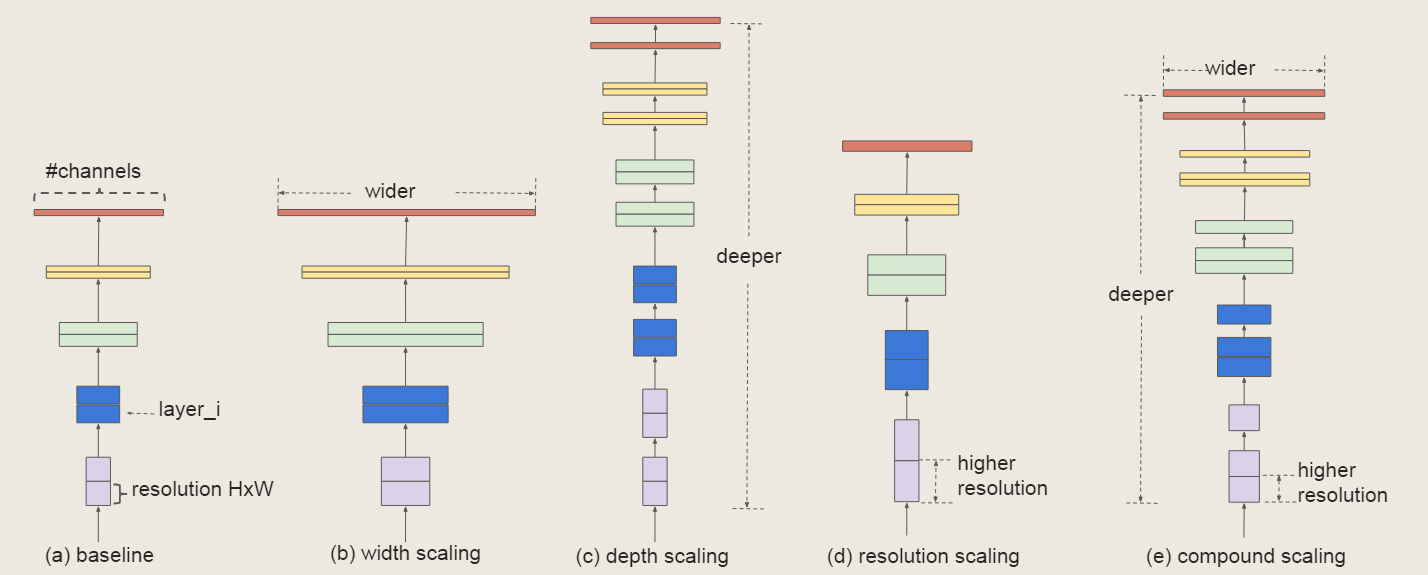 #channels
layer_i
resolution HxW
(a) baseline
wider
(b) width scaling
deeper
(c) depth scaling
higher
resolution
(d) resolution scaling
wider
deeper
higher
resolution
(e) compound scaling